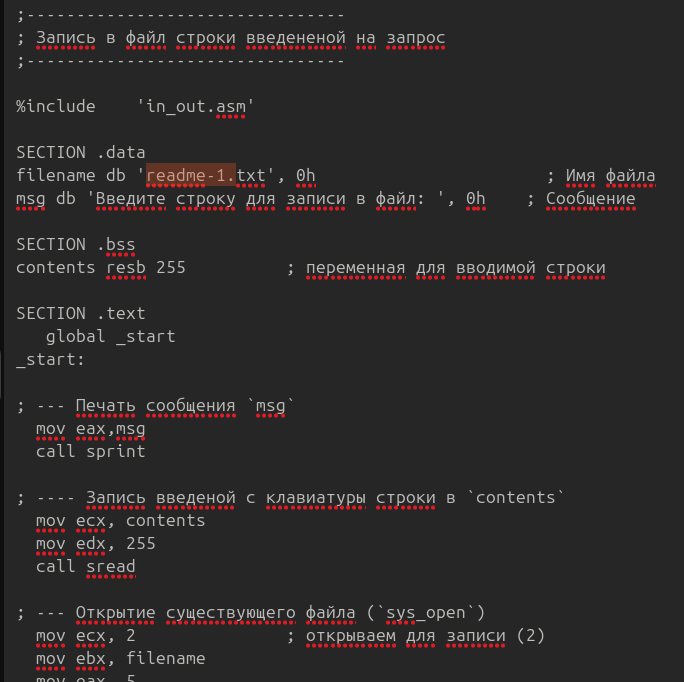 ;--------------------------------
; Запись в файл строки введененой на запрос
;--------------------------------
%include    'in_out.asm'
SECTION .data
filename db 'readme-1.txt', 0h                       ; Имя файла
msg db 'Введите строку для записи в файл: ', 0h    ; Сообщение
SECTION .bss
contents resb 255          ; переменная для вводимой строки
SECTION .text
   global _start
_start:
; --- Печать сообщения `msg`
  mov eax,msg
  call sprint
; ---- Запись введеной с клавиатуры строки в `contents`
  mov ecx, contents
  mov edx, 255
  call sread
; --- Открытие существующего файла (`sys_open`)
  mov ecx, 2               ; открываем для записи (2)
  mov ebx, filename
  mov eax, 5